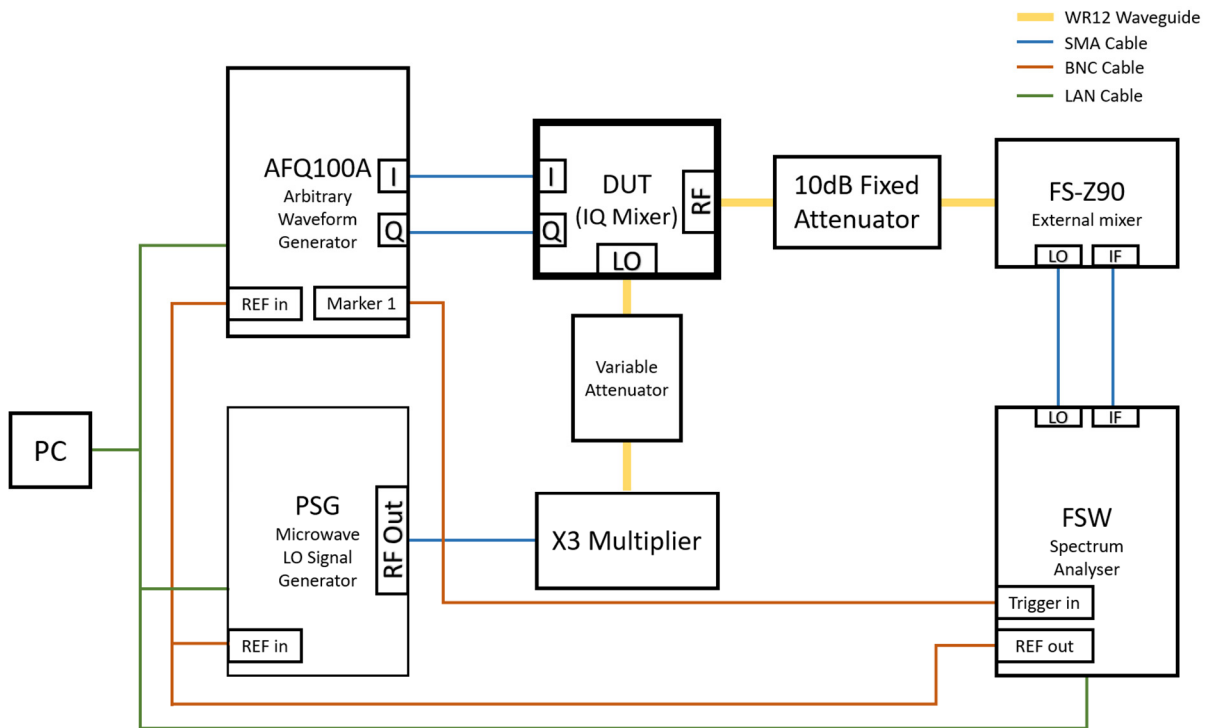 WR12 Waveguide
SMA Cable
BNC Cable
LAN Cable
AFQ100A
Arbitrary
Waveform
Generator
I
Q
REF in
Marker 1
I
Q
DUT
(IQ Mixer)
RF
LO
10dB Fixed
Attenuator
FS-Z90
External mixer
LO
IF
Variable
Attenuator
PC
PSG
Microwave
LO Signal
Generator
RF Out
REF in
X3 Multiplier
LO
IF
FSW
Spectrum
Analyser
Trigger in
REF out